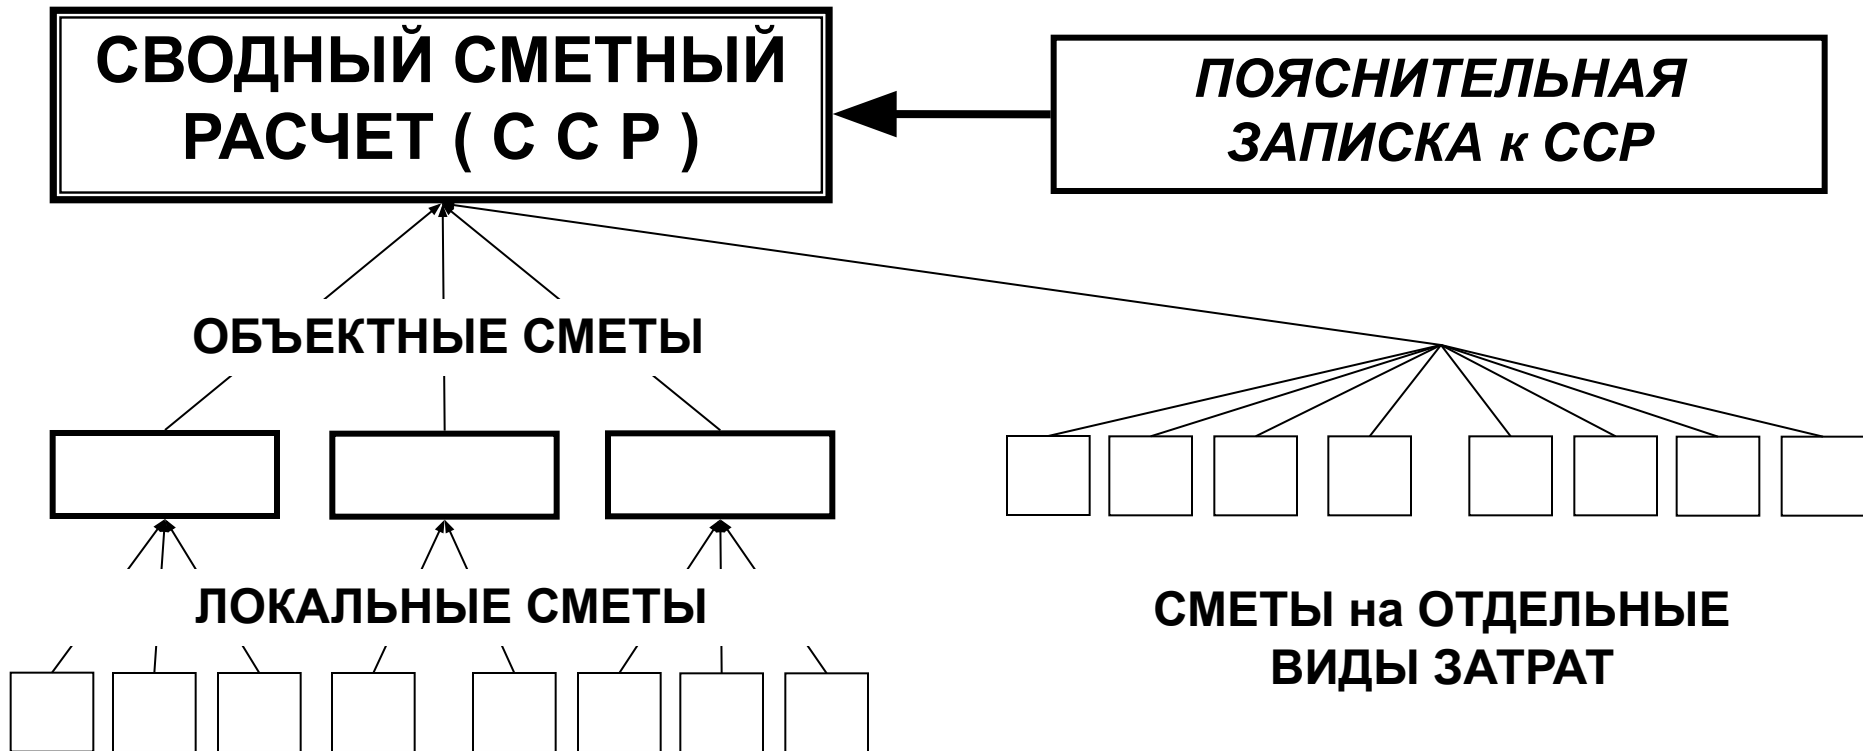 СВОДНЫЙ СМЕТНЫЙ
РАСЧЕТ ( С С Р )
ПОЯСНИТЕЛЬНАЯ
ЗАПИСКА к ССР
ОБЪЕКТНЫЕ СМЕТЫ
ЛОКАЛЬНЫЕ СМЕТЫ
СМЕТЫ на ОТДЕЛЬНЫЕ
ВИДЫ ЗАТРАТ